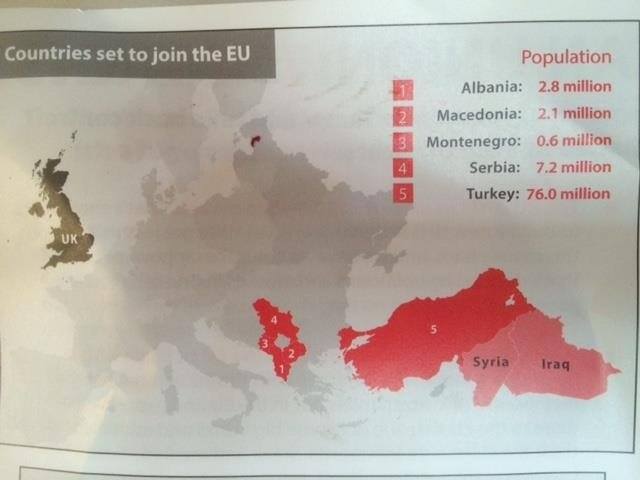 Countries set to join the EU
Population
1 Albania: 2.8 million
2 Macedonia: 2.1 million
3 Montenegro: 0.6 million
4 Serbia: 7.2 million
5 Turkey: 76.0 million
UK
4
3
2
1
5
Syria
Iraq